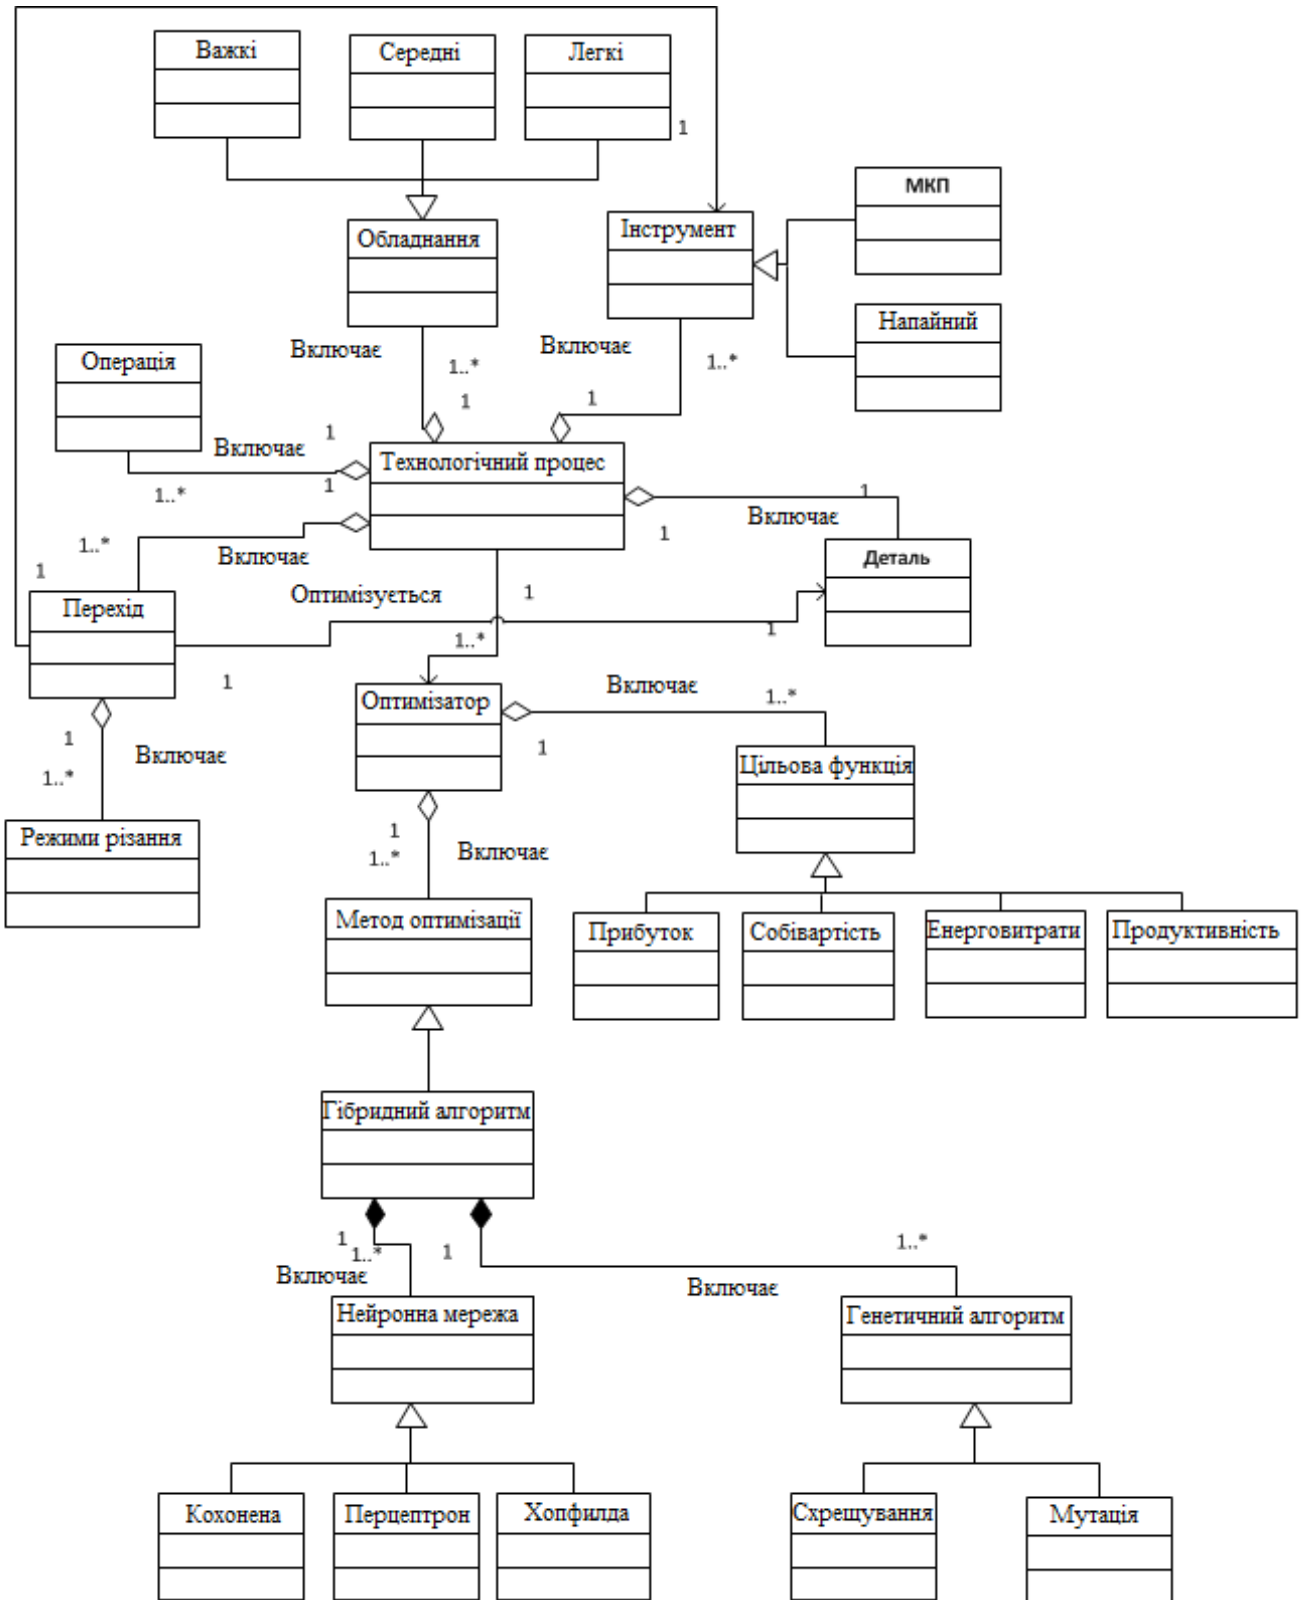 Важкі
Середні
Легкі
1
МКП
Обладнання
Інструмент
Напайний
Включає
Включає
1..*
1..*
Операція
1
1
Включає
1
1..*
Технологічний процес
1
1
Включає
1
1..*
Включає
Деталь
1
Оптимізується
1
Перехід
1..*
1
1
Оптимізатор
Включає
1..*
1
1
Включає
1..*
Цільова функція
Режими різання
1
1..*
Включає
Метод оптимізації
Прибуток
Собівартість
Енерговитрати
Продуктивність
Гібридний алгоритм
1
1..*
1
1..*
Включає
Включає
Нейронна мережа
Генетичний алгоритм
Кохонена
Перцептрон
Хопфилда
Схрещування
Мутація